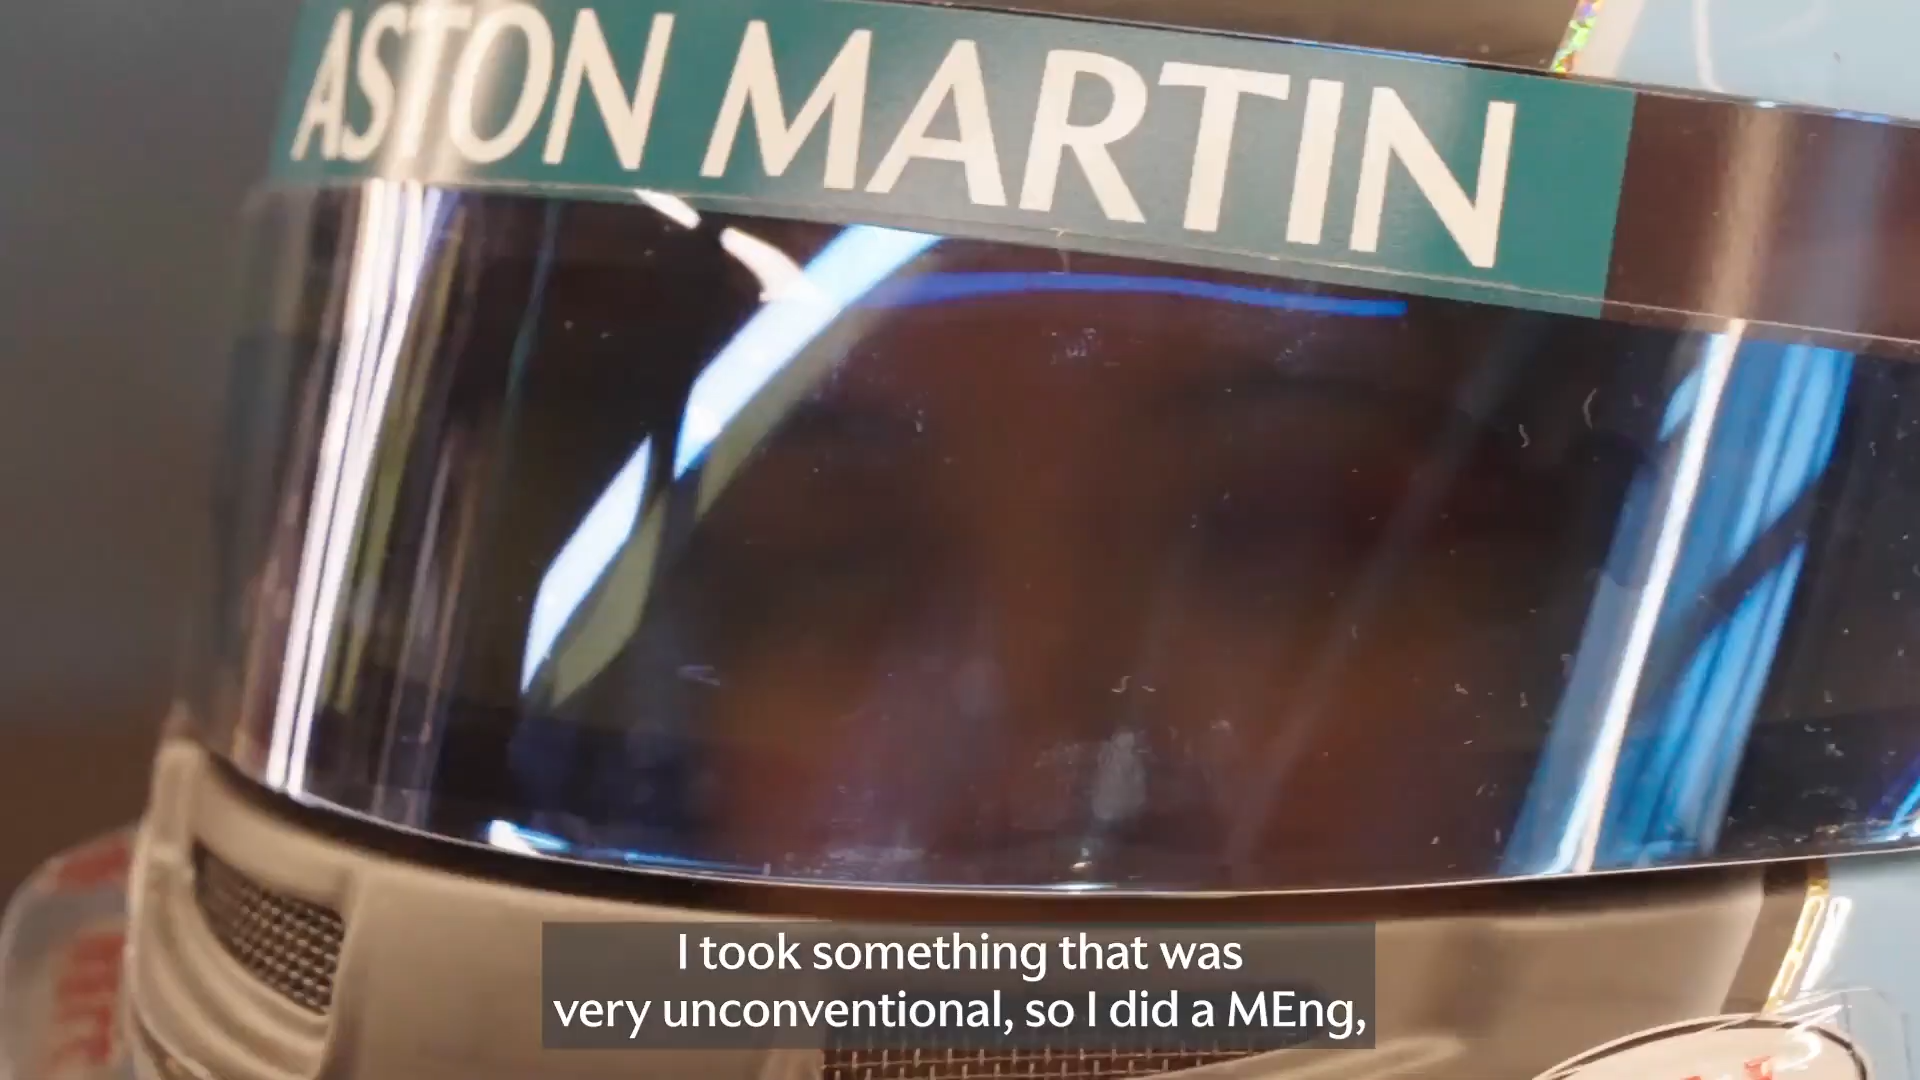 ASTON MARTIN
I took something that was
very unconventional, so I did a MEng,